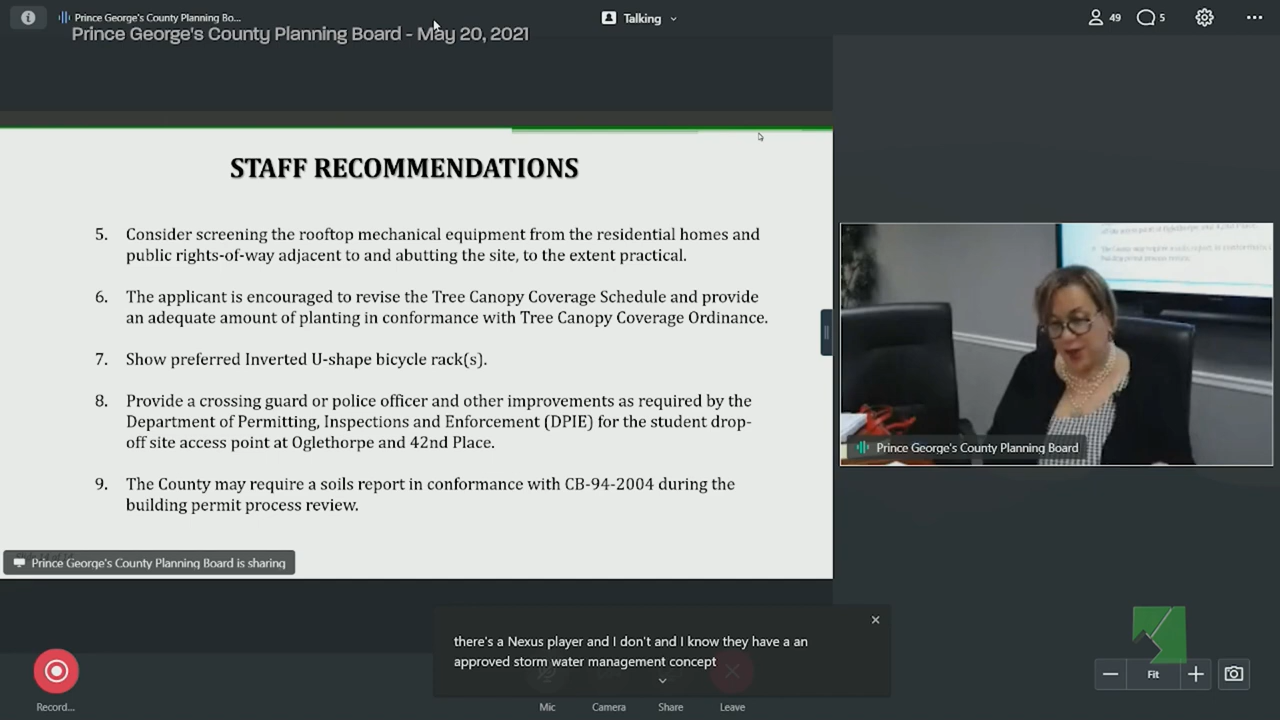 Prince George's County Planning Bo...
Talking
49
5
Prince George's County Planning Board - May 20, 2021
STAFF RECOMMENDATIONS
5. Consider screening the rooftop mechanical equipment from the residential homes and
public rights-of-way adjacent to and abutting the site, to the extent practical.
6. The applicant is encouraged to revise the Tree Canopy Coverage Schedule and provide
an adequate amount of planting in conformance with Tree Canopy Coverage Ordinance.
7. Show preferred Inverted U-shape bicycle rack(s).
8. Provide a crossing guard or police officer and other improvements as required by the
Department of Permitting, Inspections and Enforcement (DPIE) for the student drop-
off site access point at Oglethorpe and 42nd Place.
9. The County may require a soils report in conformance with CB-94-2004 during the
building permit process review.
Prince George's County Planning Board
Prince George's County Planning Board is sharing
there's a Nexus player and I don't and I know they have a an
approved storm water management concept
Fit
Record...
Mic
Camera
Share
Leave